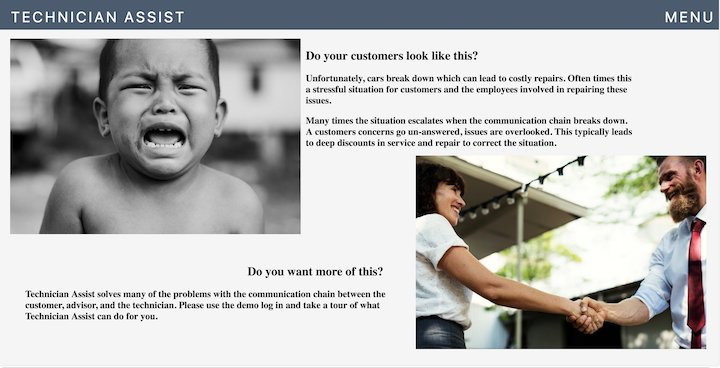 TECHNICIAN ASSIST
MENU
Do your customers look like this?
Unfortunately, cars break down which can lead to costly repairs. Often times this
a stressful situation for customers and the employees involved in repairing these
issues.
Many times the situation escalates when the communication chain breaks down.
A customers concerns go un-answered, issues are overlooked. This typically leads
to deep discounts in service and repair to correct the situation.
Do you want more of this?
Technician Assist solves many of the problems with the communication chain between the
customer, advisor, and the technician. Please use the demo log in and take a tour of what
Technician Assist can do for you.